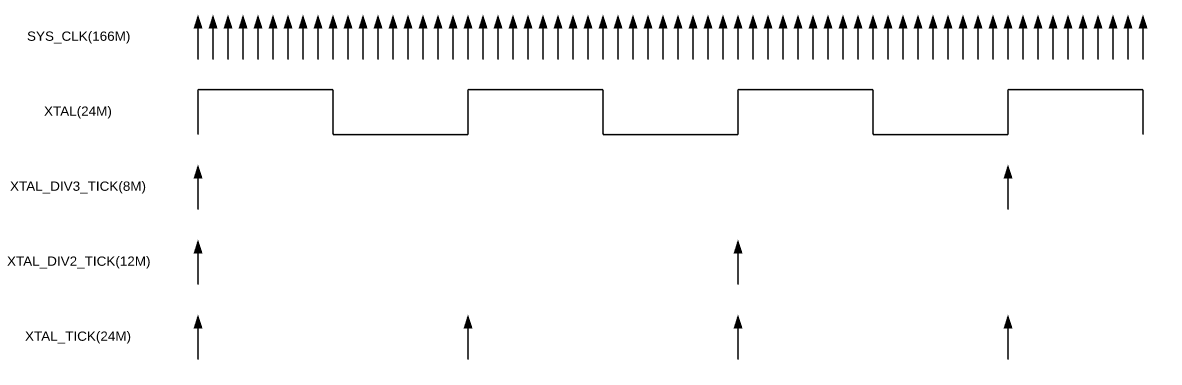 SYS_CLK(166M)
XTAL(24M)
XTAL_DIV3_TICK(8M)
XTAL_DIV2_TICK(12M)
XTAL_TICK(24M)